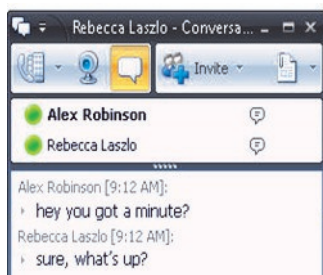 Rebecca Laszlo - Conversa...
Invite
Alex Robinson
Rebecca Laszlo
Alex Robinson [9:12 AM]:
hey you got a minute?
Rebecca Laszlo [9:12 AM]:
sure, what's up?